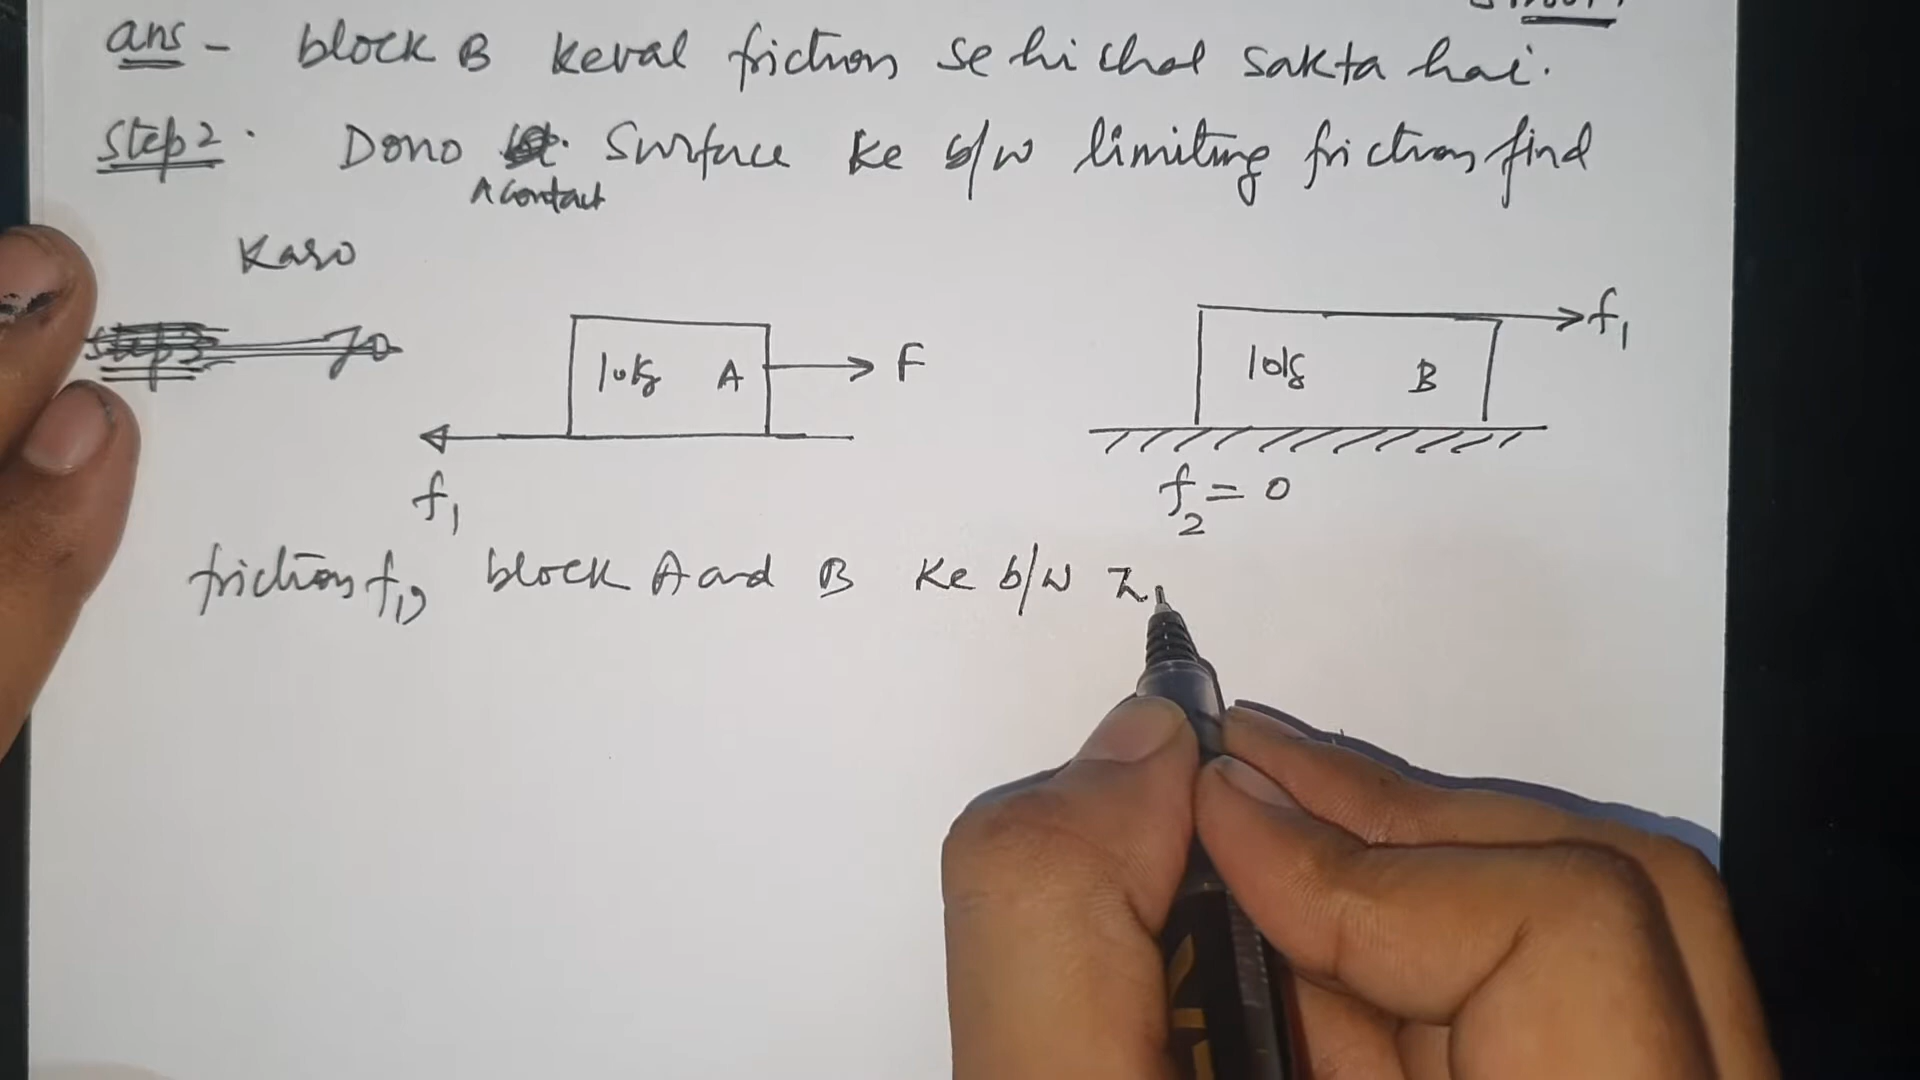 ans - block B keval friction se hi chal sakta hai.
Step 2. Dono Surface Ke b/w limiting friction find
^ contact
Karo
10kg A F
f1
10kg B f1
f2 = 0
friction f1, block A and B Ke b/w